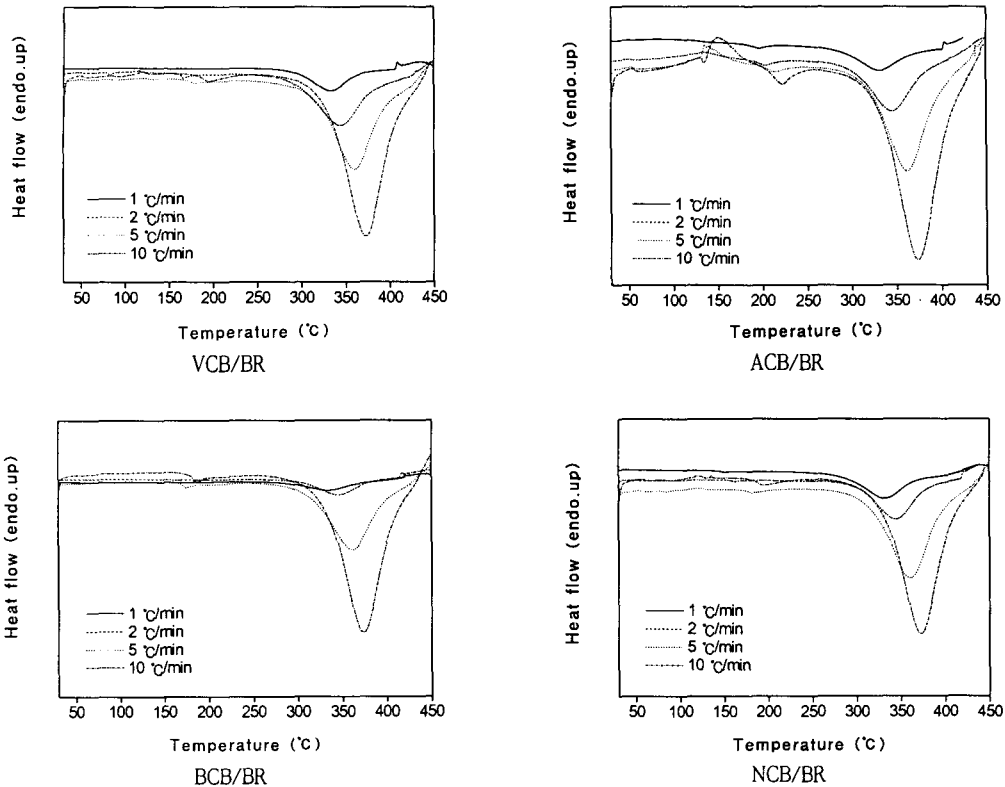 Heat flow (endo.up)
1 ℃/min
2 ℃/min
5 ℃/min
10 ℃/min
50 100 150 200 250 300 350 400 450
Temperature (℃)
VCB/BR
Heat flow (endo.up)
1 ℃/min
2 ℃/min
5 ℃/min
10 ℃/min
50 100 150 200 250 300 350 400 450
Temperature (℃)
ACB/BR
Heat flow (endo.up)
1 ℃/min
2 ℃/min
5 ℃/min
10 ℃/min
50 100 150 200 250 300 350 400 450
Temperature (℃)
BCB/BR
Heat flow (endo.up)
1 ℃/min
2 ℃/min
5 ℃/min
10 ℃/min
50 100 150 200 250 300 350 400 450
Temperature (℃)
NCB/BR